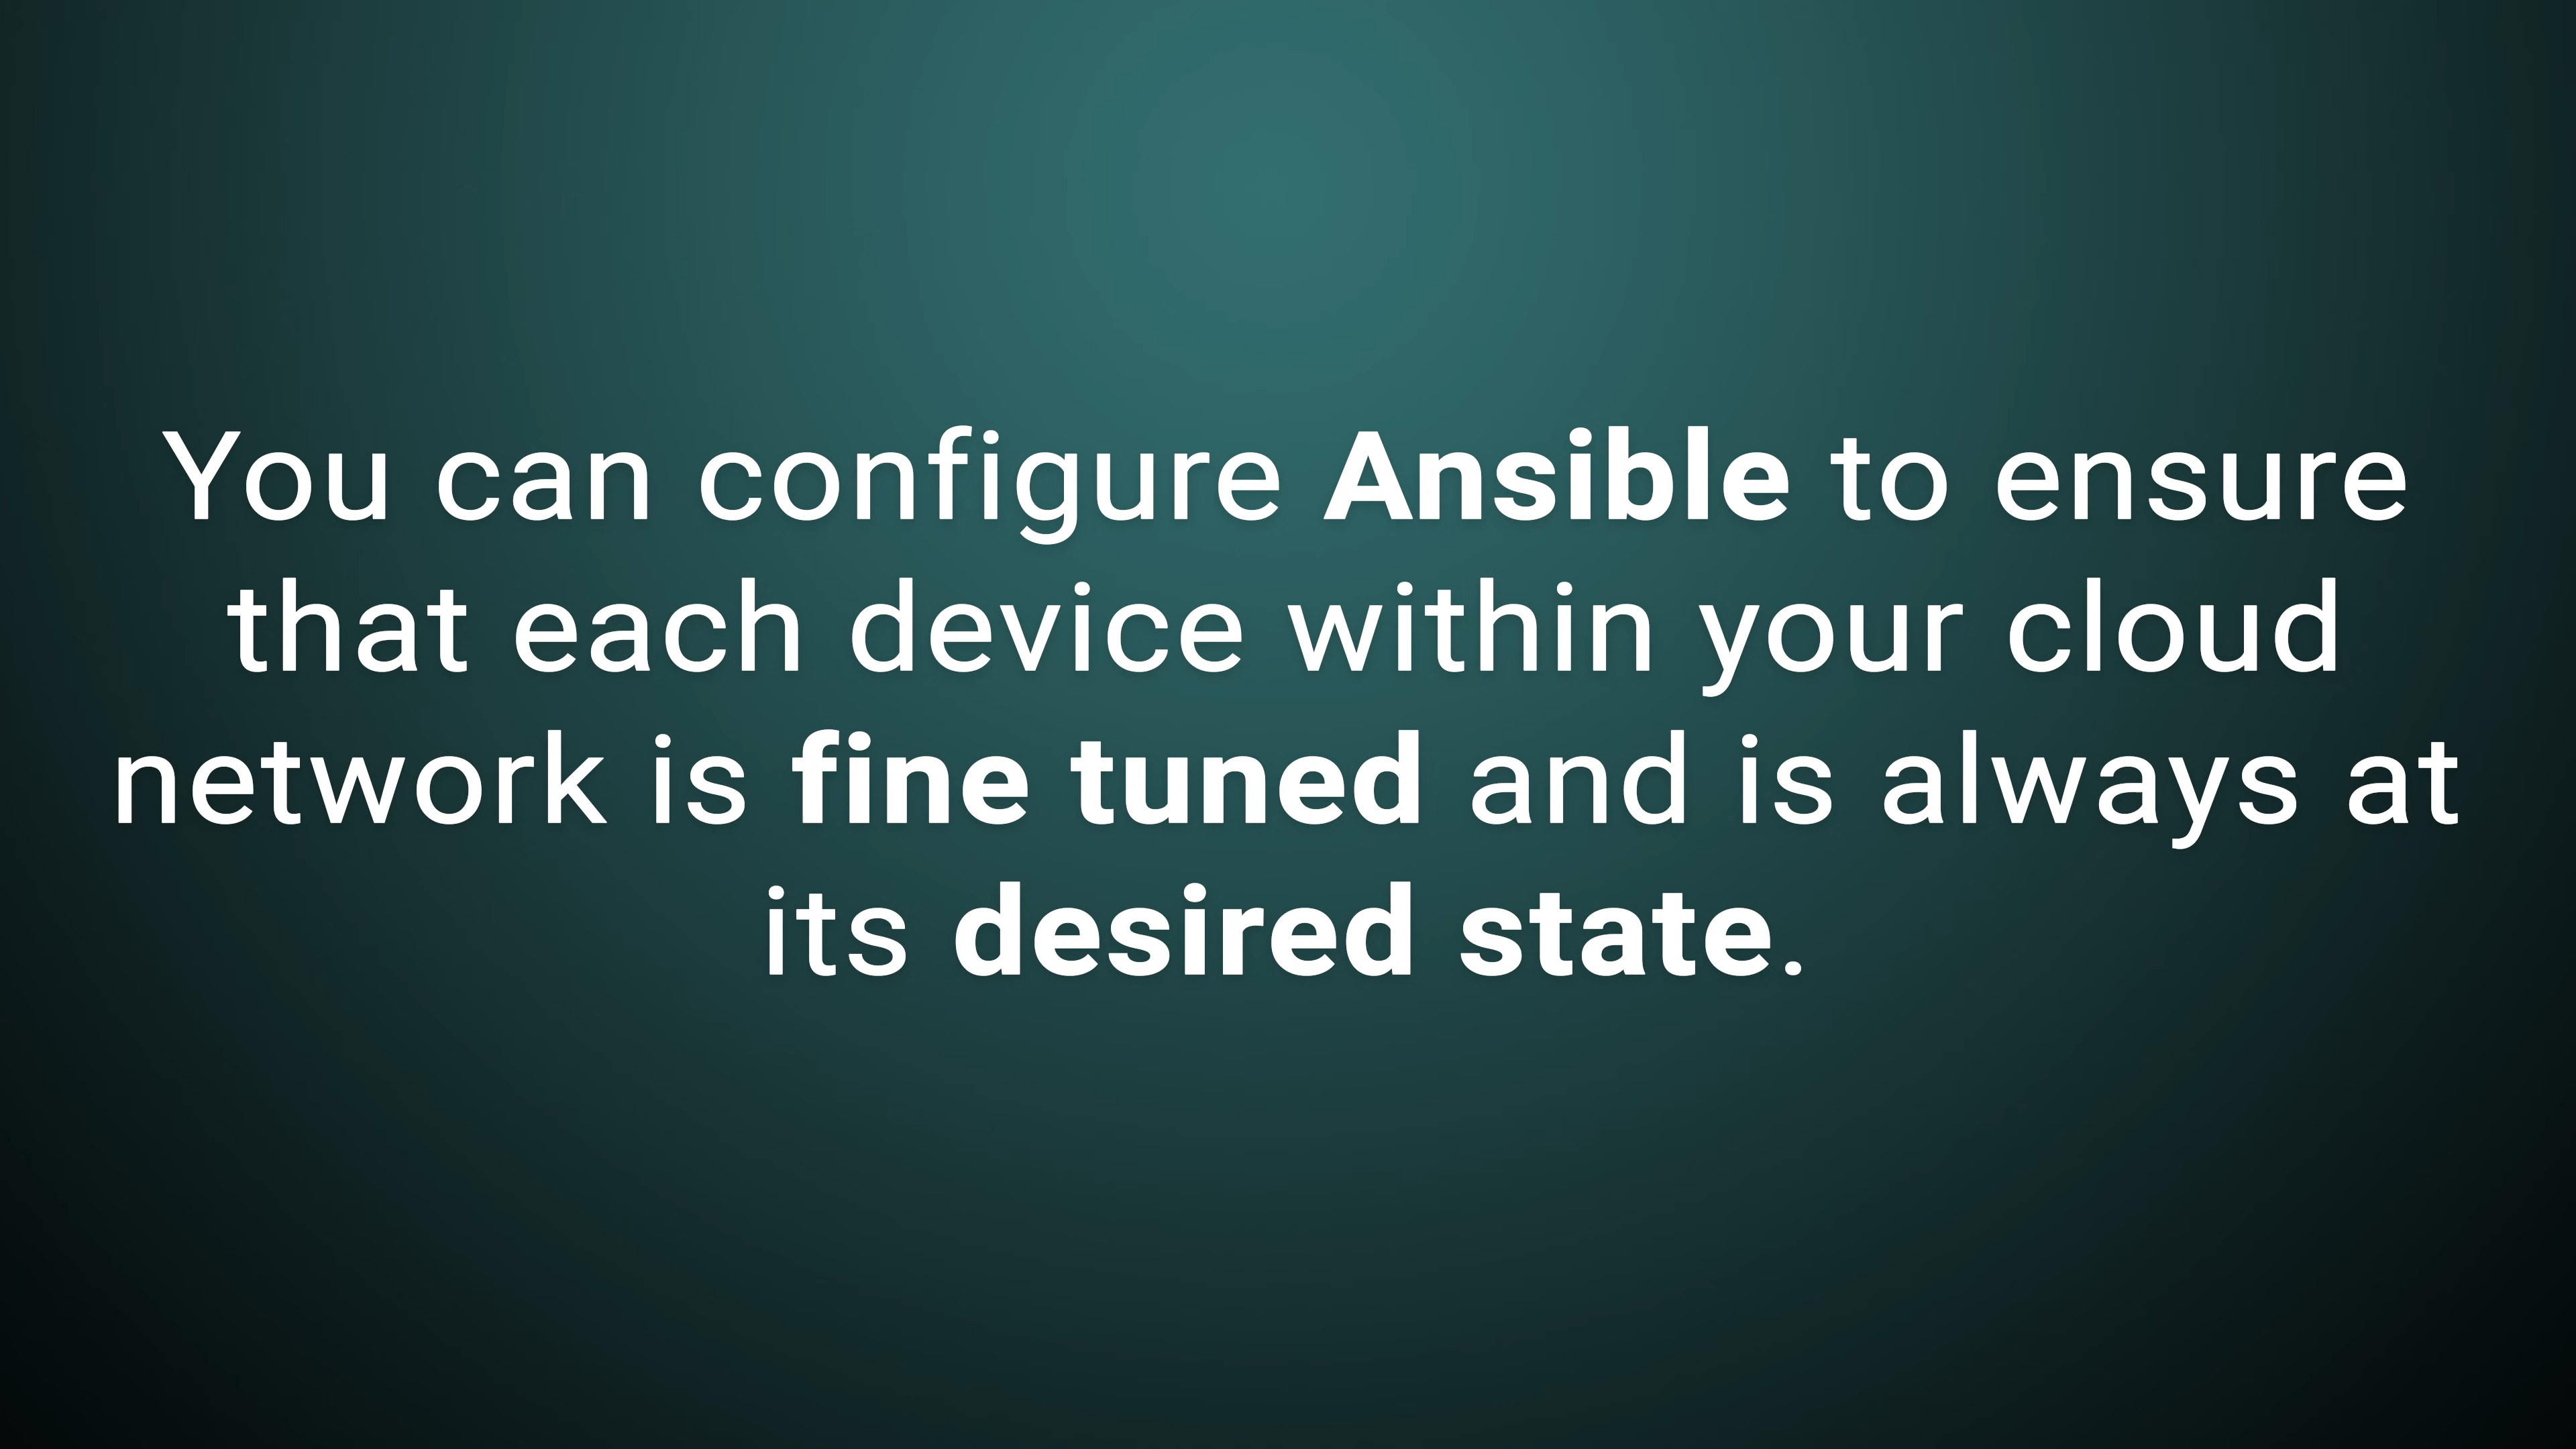 You can configure Ansible to ensure
that each device within your cloud
network is fine tuned and is always at
its desired state.